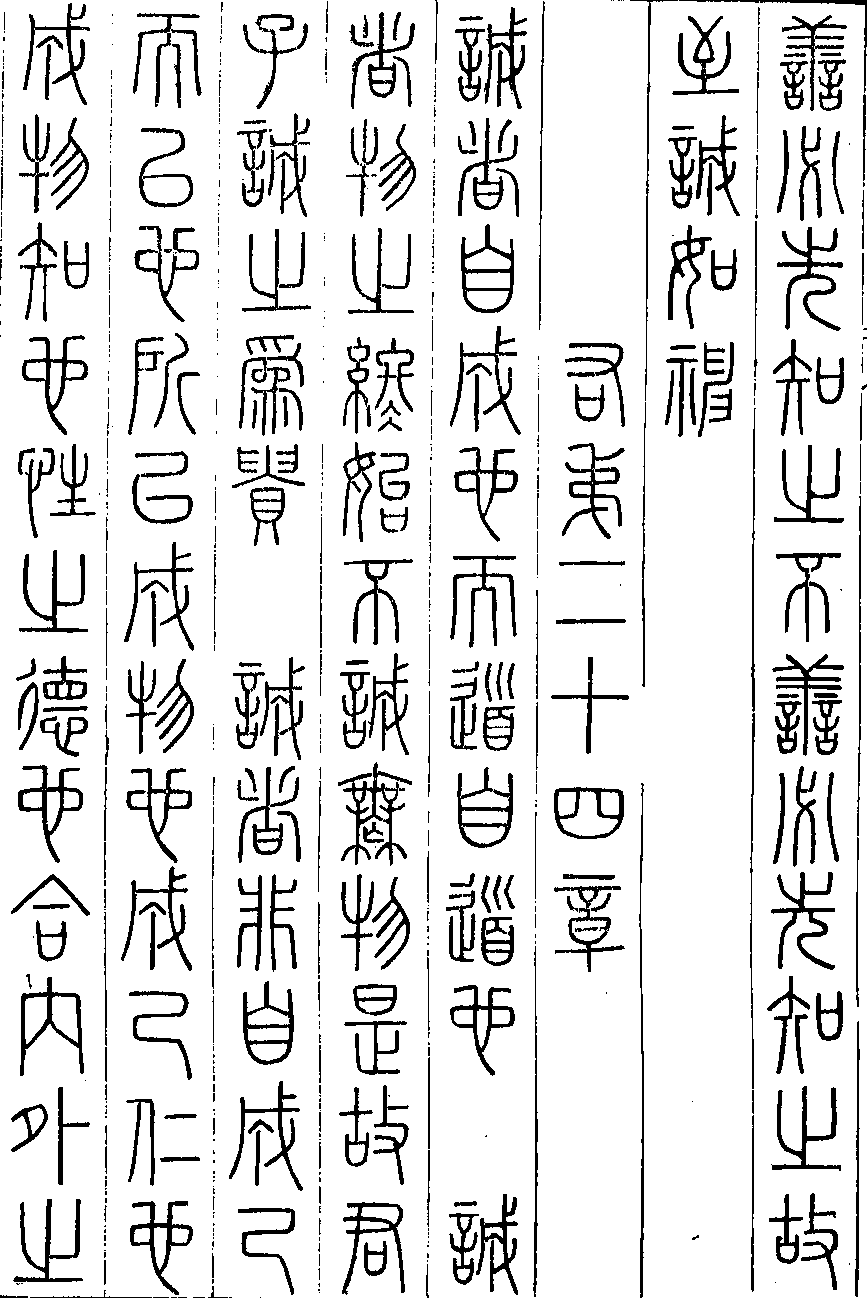 善必先知之不善必先知之故
至誠如神
右弟二十四章
誠者自成也而道自道也　誠
者物之終始不誠無物是故君
子誠之爲貴　誠者非自成己
而已也所以成物也成己仁也
成物知也性之德也合內外之